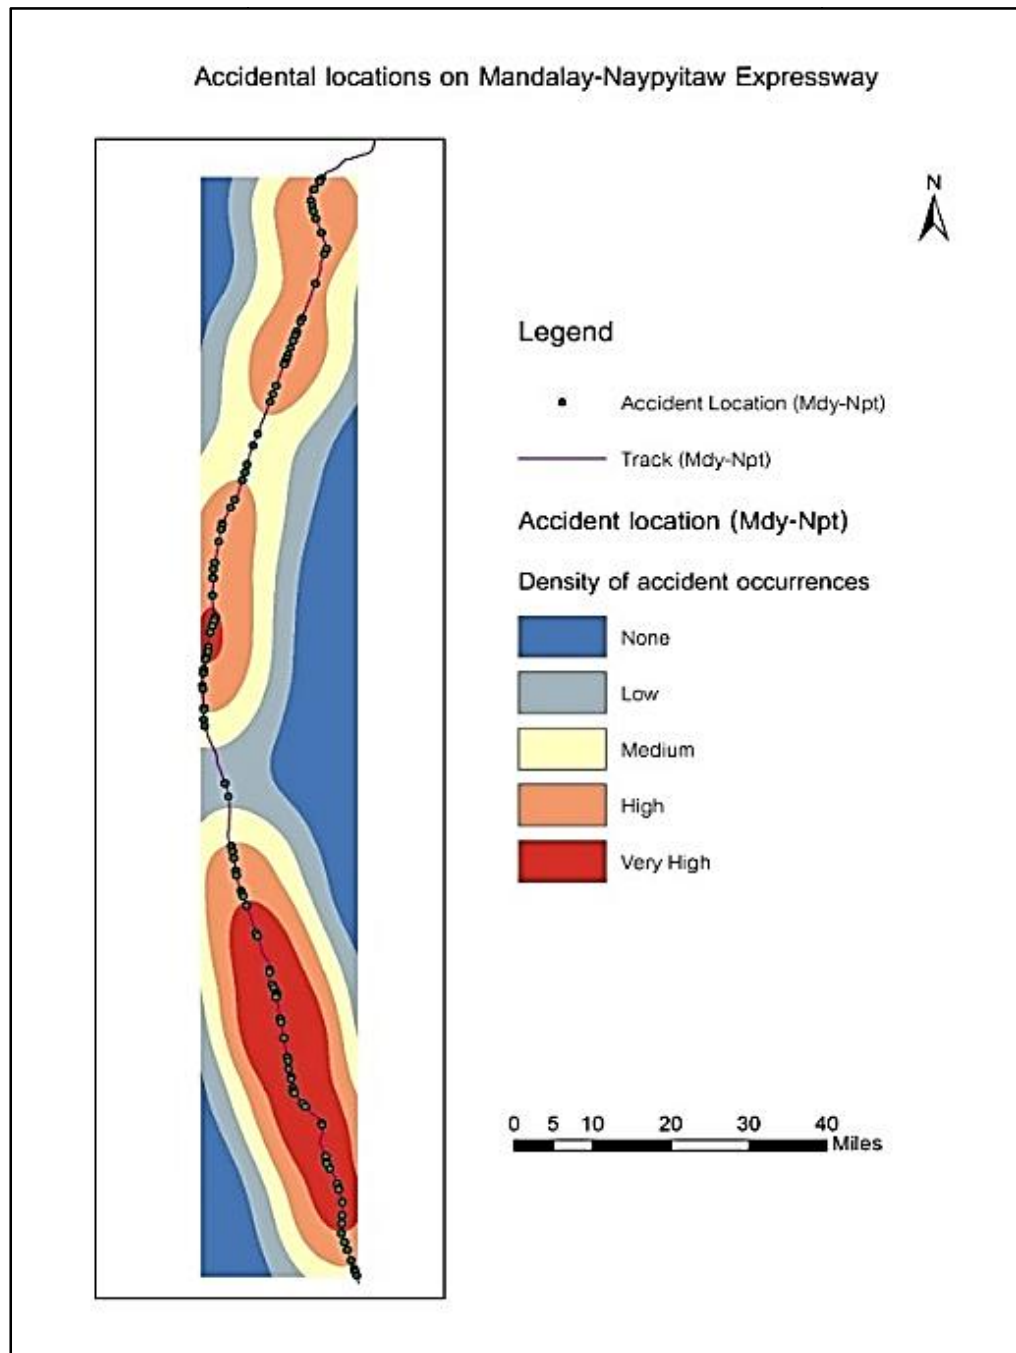 Accidental locations on Mandalay-Naypyitaw Expressway
N
Legend
Accident Location (Mdy-Npt)
Track (Mdy-Npt)
Accident location (Mdy-Npt)
Density of accident occurrences
None
Low
Medium
High
Very High
0 5 10 20 30 40
Miles